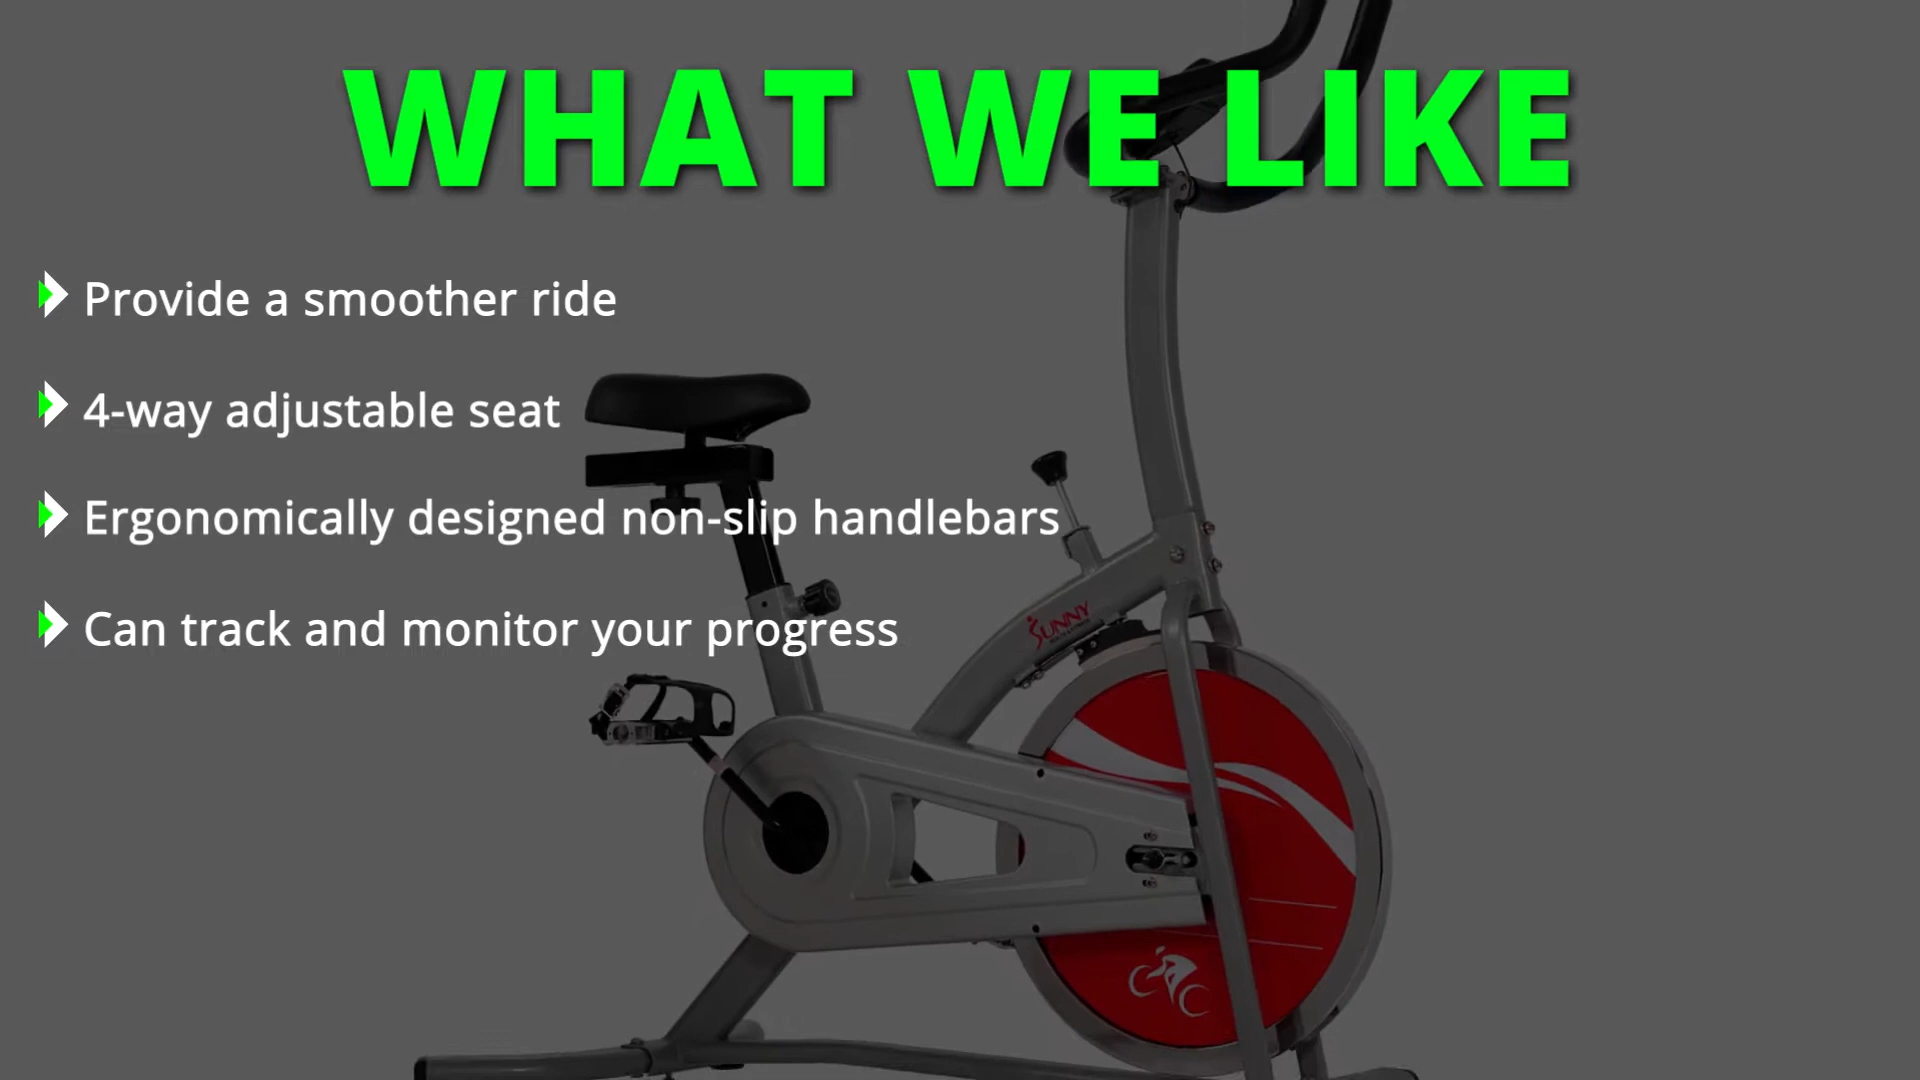 WHAT WE LIKE
Provide a smoother ride
4-way adjustable seat
Ergonomically designed non-slip handlebars
Can track and monitor your progress
SUNNY